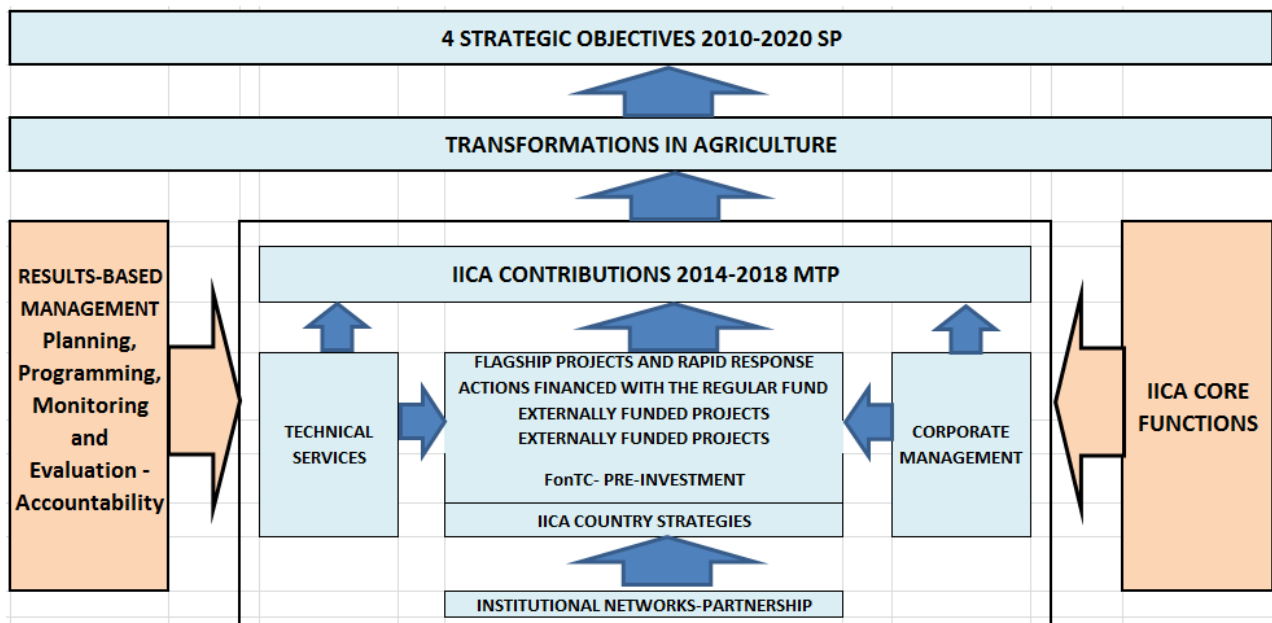 4 STRATEGIC OBJECTIVES 2010-2020 SP
TRANSFORMATIONS IN AGRICULTURE
RESULTS-BASED
MANAGEMENT
Planning,
Programming,
Monitoring
and
Evaluation -
Accountability
IICA CONTRIBUTIONS 2014-2018 MTP
TECHNICAL
SERVICES
FLAGSHIP PROJECTS AND RAPID RESPONSE
ACTIONS FINANCED WITH THE REGULAR FUND
EXTERNALLY FUNDED PROJECTS
EXTERNALLY FUNDED PROJECTS
FonTC- PRE-INVESTMENT
IICA COUNTRY STRATEGIES
CORPORATE
MANAGEMENT
INSTITUTIONAL NETWORKS-PARTNERSHIP
IICA CORE
FUNCTIONS